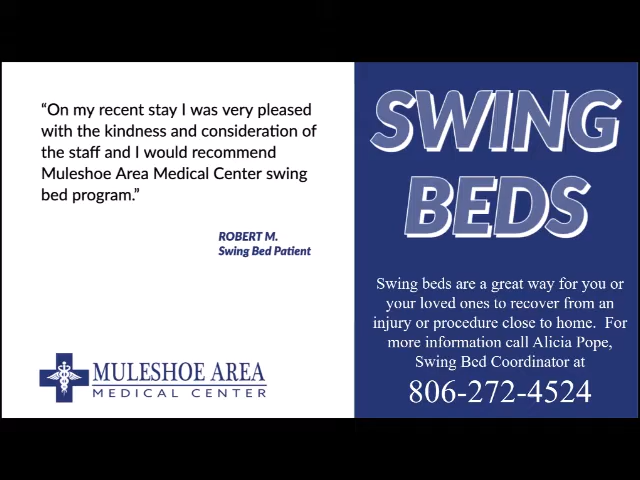 “On my recent stay I was very pleased
with the kindness and consideration of
the staff and I would recommend
Muleshoe Area Medical Center swing
bed program.”
ROBERT M.
Swing Bed Patient
MULESHOE AREA
MEDICAL CENTER
SWING
BEDS
Swing beds are a great way for you or
your loved ones to recover from an
injury or procedure close to home. For
more information call Alicia Pope,
Swing Bed Coordinator at
806-272-4524